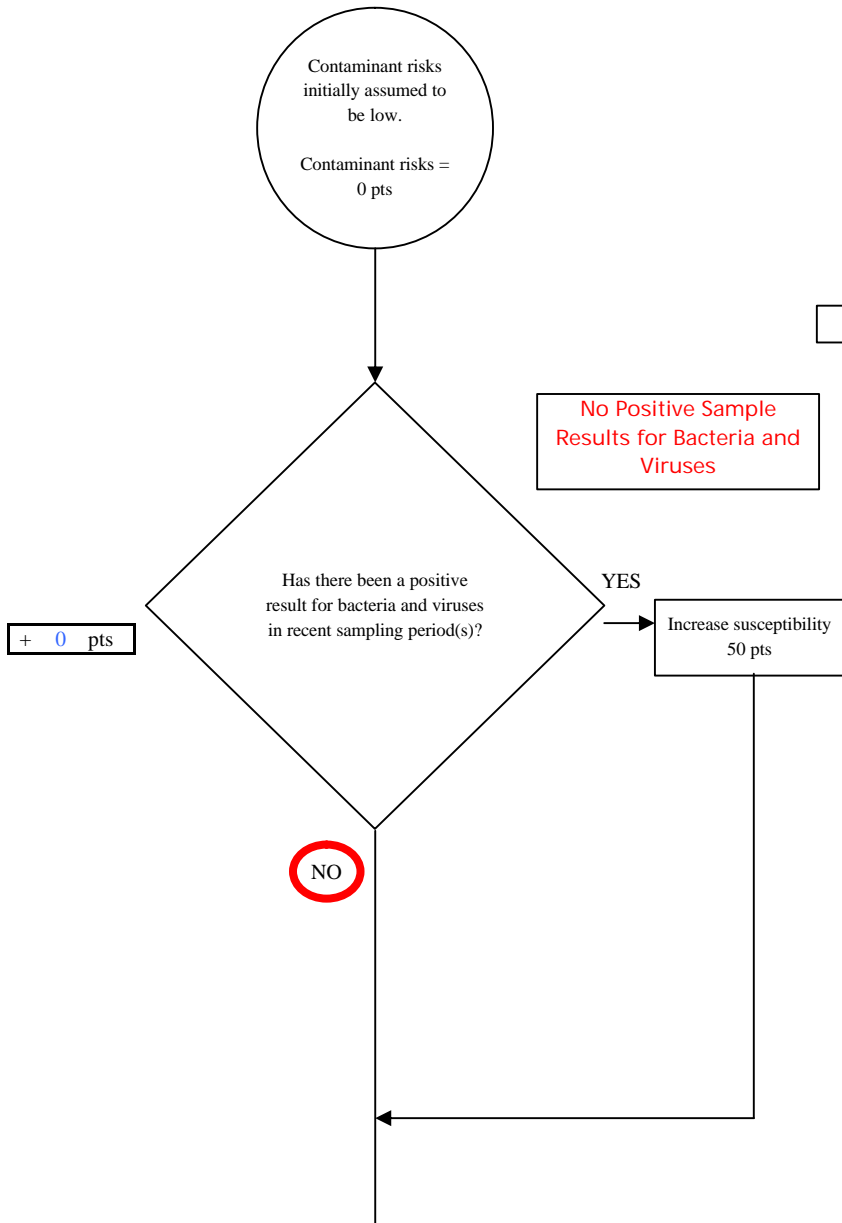 Contaminant risks
initially assumed to
be low.
Contaminant risks =
0 pts
No Positive Sample
Results for Bacteria and
Viruses
Has there been a positive
result for bacteria and viruses
in recent sampling period(s)?
YES
Increase susceptibility
50 pts
+ 0 pts
NO